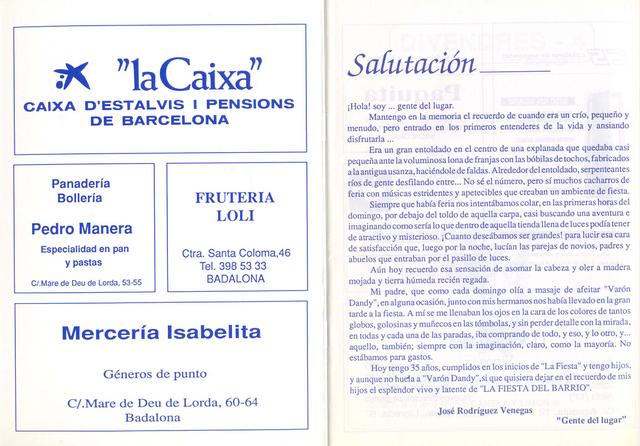 "la Caixa"
CAIXA D'ESTALVIS I PENSIONS
DE BARCELONA
Panadería
Bollería
Pedro Manera
Especialidad en pan
y pastas
C/.Mare de Deu de Lorda, 53-55
FRUTERIA
LOLI
Ctra. Santa Coloma,46
Tel. 398 53 33
BADALONA
Mercería Isabelita
Géneros de punto
C/.Mare de Deu de Lorda, 60-64
Badalona
Salutación
¡Hola! soy ... gente del lugar.
Mantengo en la memoria el recuerdo de cuando era un crío, pequeño y
menudo, pero entrado en los primeros entenderes de la vida y ansiando
disfrutarla ...
Era un gran entoldado en el centro de una explanada que quedaba casi
pequeña ante la voluminosa lona de franjas con las bóbilas de tochos, fabricados
a la antigua usanza, haciéndole de faldas. Alrededor del entoldado, serpenteantes
ríos de gente desfilando entre... No sé el número, pero sí muchos cacharros de
feria con músicas estridentes y apetecibles que creaban un ambiente de fiesta.
Siempre que había feria nos intentábamos colar, en las primeras horas del
domingo, por debajo del toldo de aquella carpa, casi buscando una aventura e
imaginando como sería lo que dentro de aquella tienda llena de luces podía tener
de atractivo y misterioso. ¡Cuanto deseábamos ser grandes! para lucir esa cara
de satisfacción que, luego por la noche, lucían las parejas de novios, padres y
abuelos que entraban por el pasillo de luces.
Aún hoy recuerdo esa sensación de asomar la cabeza y oler a madera
mojada y tierra húmeda recién regada.
Mi padre, que como cada domingo olía a masaje de afeitar "Varón
Dandy", en alguna ocasión, junto con mis hermanos nos había llevado en la gran
tarde a la fiesta. A mí se me llenaban los ojos en la cara de los colores de tantos
globos, golosinas y muñecos en las tómbolas, y sin perder detalle con la mirada,
en todas y cada una de las paradas, iba comprando de todo, y eso, y lo otro, y...
aquello, también; siempre con la imaginación, claro, como la mayoría. No
estábamos para gastos.
Hoy tengo 35 años, cumplidos en los inicios de "La Fiesta" y tengo hijos,
y aunque no huela a "Varón Dandy", si que quisiera dejar en el recuerdo de mis
hijos el esplendor vivo y latente de "LA FIESTA DEL BARRIO".
José Rodríguez Venegas
"Gente del lugar"